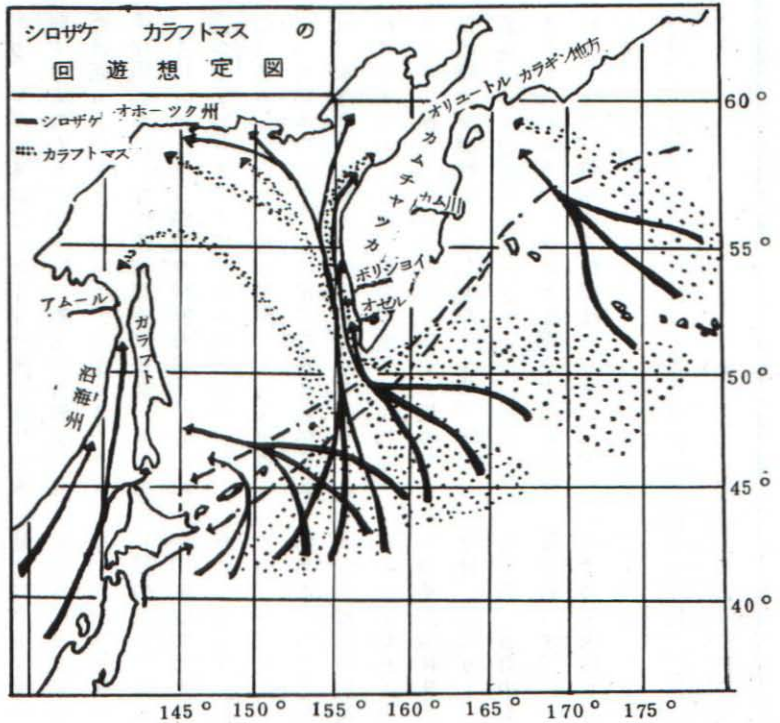 シロザケ カラフトマス の
回遊想定図
シロザケ
カラフトマス
オホーツク州
オリユートル カラギン地方
カムチャツカ
カム川
ボリシヨイ
オゼル
アムール
カラフト
沿海州
60°
55°
50°
45°
40°
145° 150° 155° 160° 165° 170° 175°